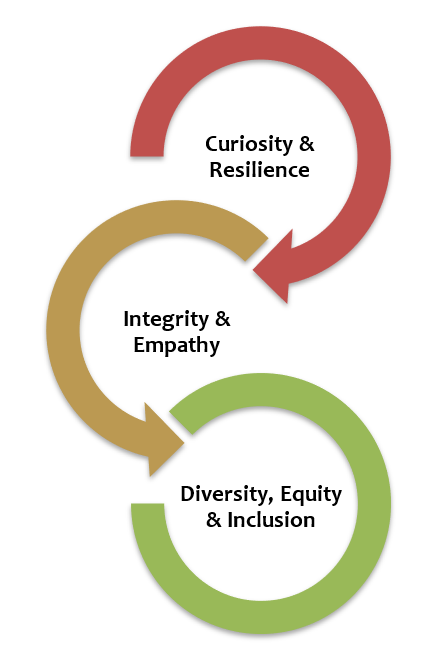 Curiosity &
Resilience
Integrity &
Empathy
Diversity, Equity
& Inclusion